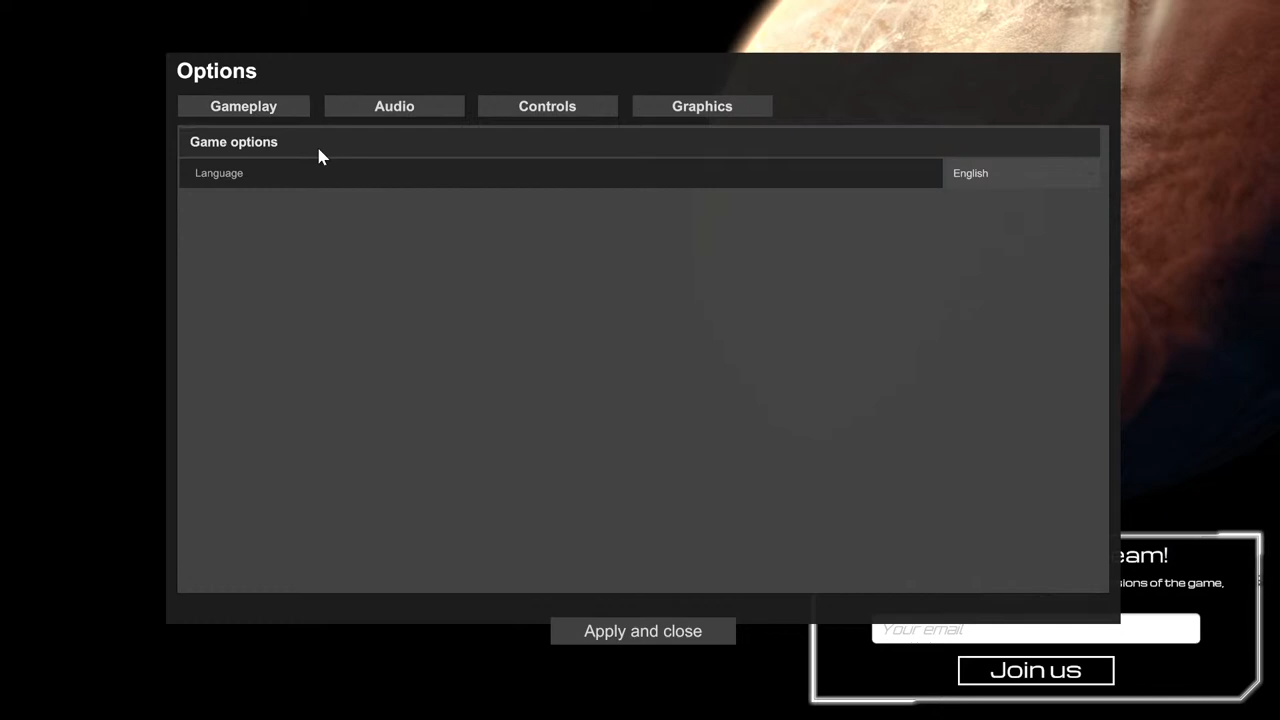 Options
Gameplay Audio Controls Graphics
Game options
Language English
eam!
sions of the game,
Your email
Apply and close
Join us